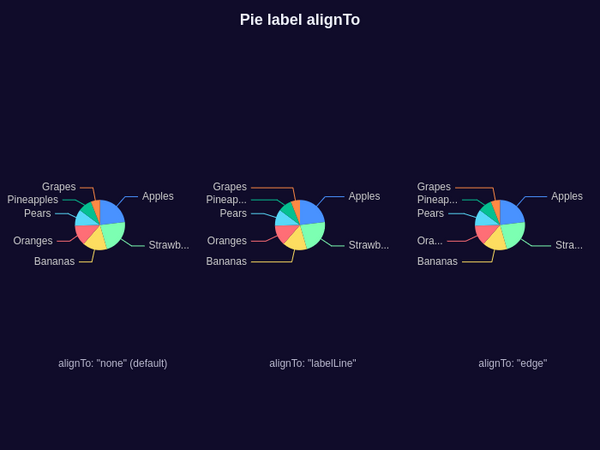 Pie label alignTo
Grapes
Pineapples
Pears
Oranges
Bananas
Apples
Strawb...
alignTo: "none" (default)
Grapes
Pineap...
Pears
Oranges
Bananas
Apples
Strawb...
alignTo: "labelLine"
Grapes
Pineap...
Pears
Ora...
Bananas
Apples
Stra...
alignTo: "edge"